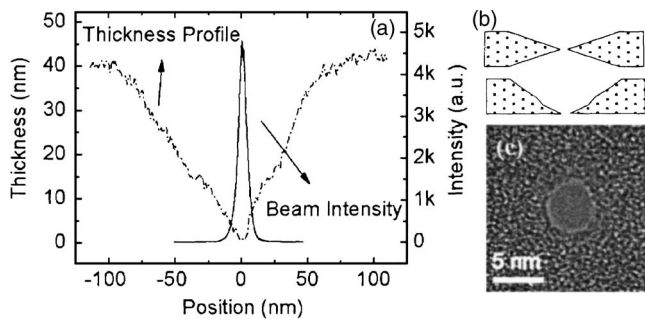 (a)
Thickness Profile
Beam Intensity
Thickness (nm)
50
40
30
20
10
0
-100 -50 0 50 100
Position (nm)
5k
4k
3k
2k
1k
0
Intensity (a.u.)
(b)
(c)
5 nm